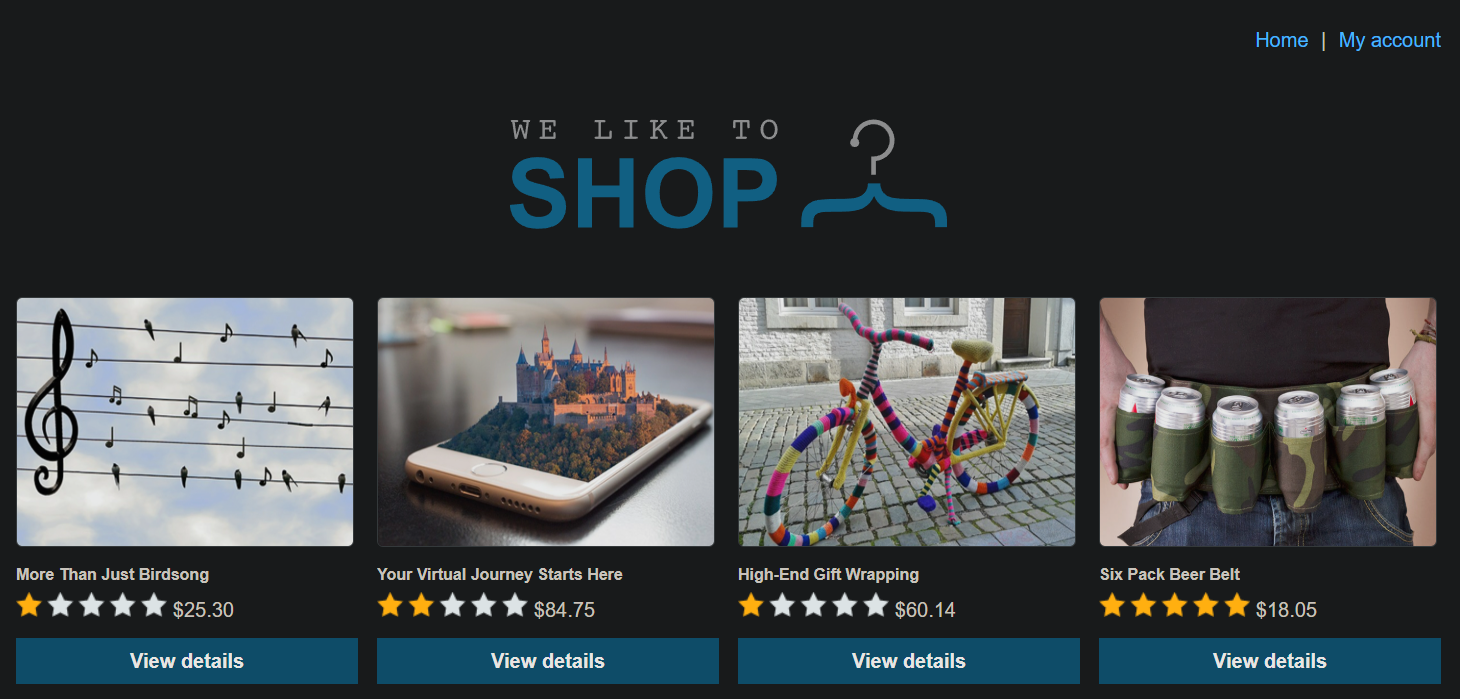 Home | My account
WE LIKE TO
SHOP
More Than Just Birdsong
$25.30
View details
Your Virtual Journey Starts Here
$84.75
View details
High-End Gift Wrapping
$60.14
View details
Six Pack Beer Belt
$18.05
View details